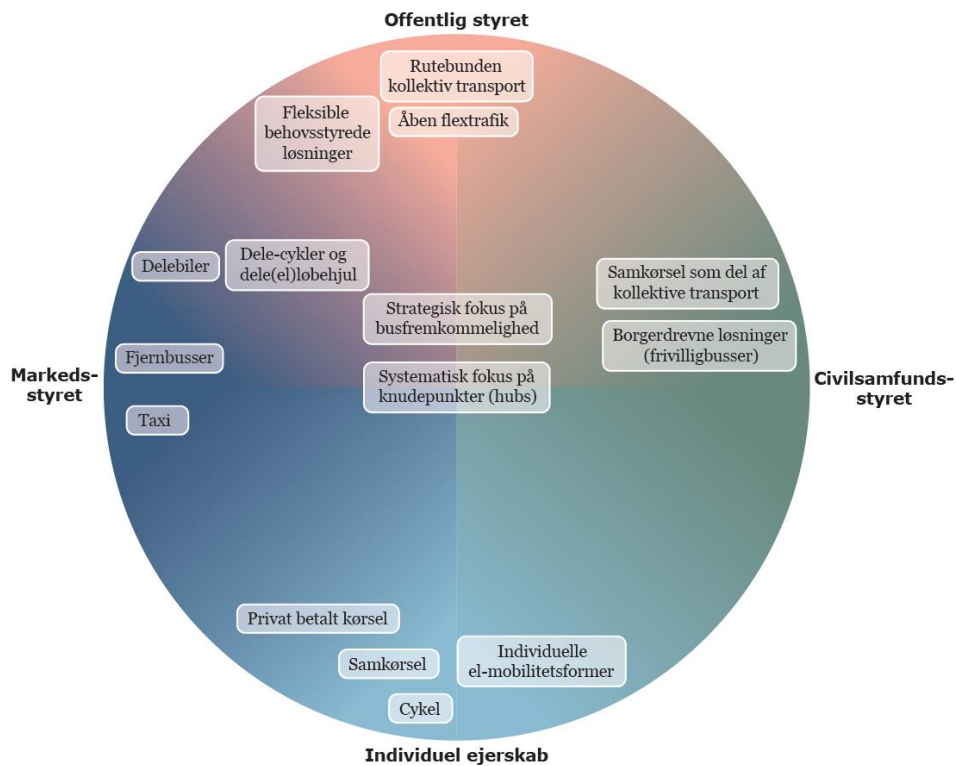 Offentlig styret
Rutebunden
kollektiv transport
Fleksible
behovsstyrede
løsninger
Åben flextrafik
Delebiler
Dele-cykler og
dele(el)løbehjul
Samkørsel som del af
kollektive transport
Strategisk fokus på
busfremkommelighed
Borgerdrevne løsninger
(frivilligbusser)
Fjernbusser
Markeds-
styret
Systematisk fokus på
knudepunkter (hubs)
Civilsamfunds-
styret
Taxi
Privat betalt kørsel
Samkørsel
Individuelle
el-mobilitetsformer
Cykel
Individuel ejerskab